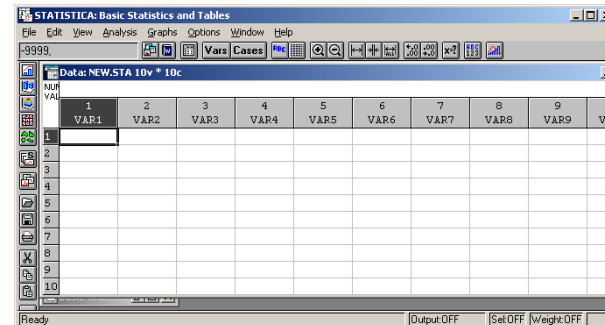 STATISTICA: Basic Statistics and Tables
File Edit View Analysis Graphs Options Window Help
-9999, Vars Cases ABC
Data: NEW.STA 10v * 10c
NUM
VAL
1 2 3 4 5 6 7 8 9
VAR1 VAR2 VAR3 VAR4 VAR5 VAR6 VAR7 VAR8 VAR9 V
1
2
3
4
5
6
7
8
9
10
Ready Output:OFF Sel:OFF Weight:OFF